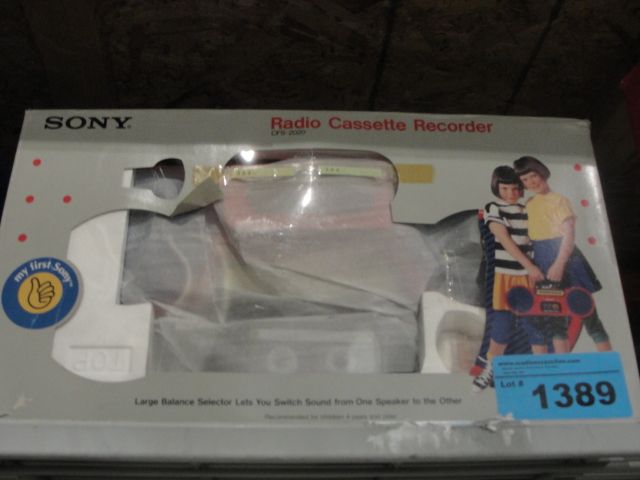 SONY
Radio Cassette Recorder
CFS-2020
my first Sony
TOP
Large Balance Selector Lets You Switch Sound from One Speaker to the Other
Recommended for children 4 years and older
Lot #
1389